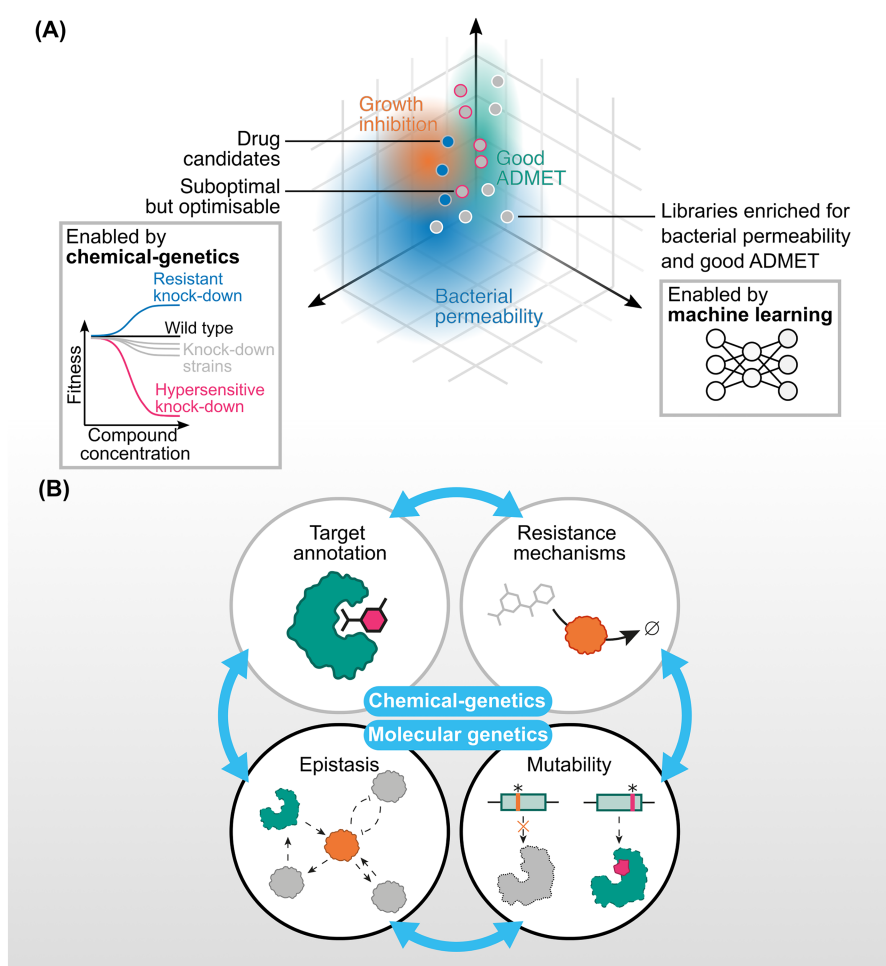 (A)
Growth
inhibition
Drug
candidates
Good
ADMET
Suboptimal
but optimisable
Libraries enriched for
bacterial permeability
and good ADMET
Enabled by
chemical-genetics
Resistant
knock-down
Wild type
Knock-down
strains
Hypersensitive
knock-down
Fitness
Compound
concentration
Bacterial
permeability
Enabled by
machine learning
(B)
Target
annotation
Resistance
mechanisms
∅
Chemical-genetics
Molecular genetics
Epistasis
Mutability
* *